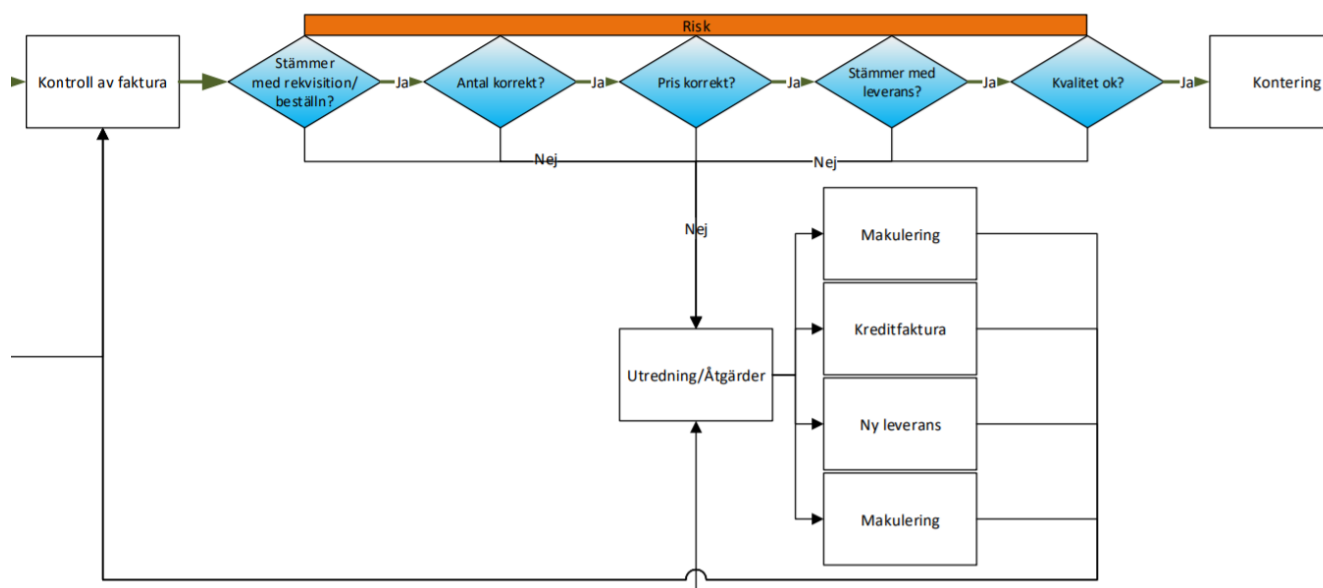 Risk
Kontroll av faktura
Stämmer
med rekvisition/
beställn?
Ja
Antal korrekt?
Ja
Pris korrekt?
Ja
Stämmer med
leverans?
Ja
Kvalitet ok?
Ja
Kontering
Nej
Nej
Nej
Makulering
Kreditfaktura
Utredning/Åtgärder
Ny leverans
Makulering